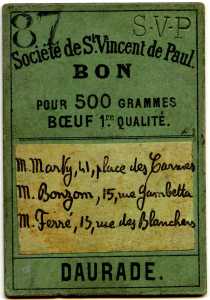 87 S-V-P
Société de St Vincent de Paul.
BON
POUR 500 GRAMMES
BŒUF 1re QUALITÉ.
M. Marty, 41, place des Carmes
M. Bonzom, 15, rue Gambetta
M. Ferré, 15, rue des Blanchers
DAURADE.